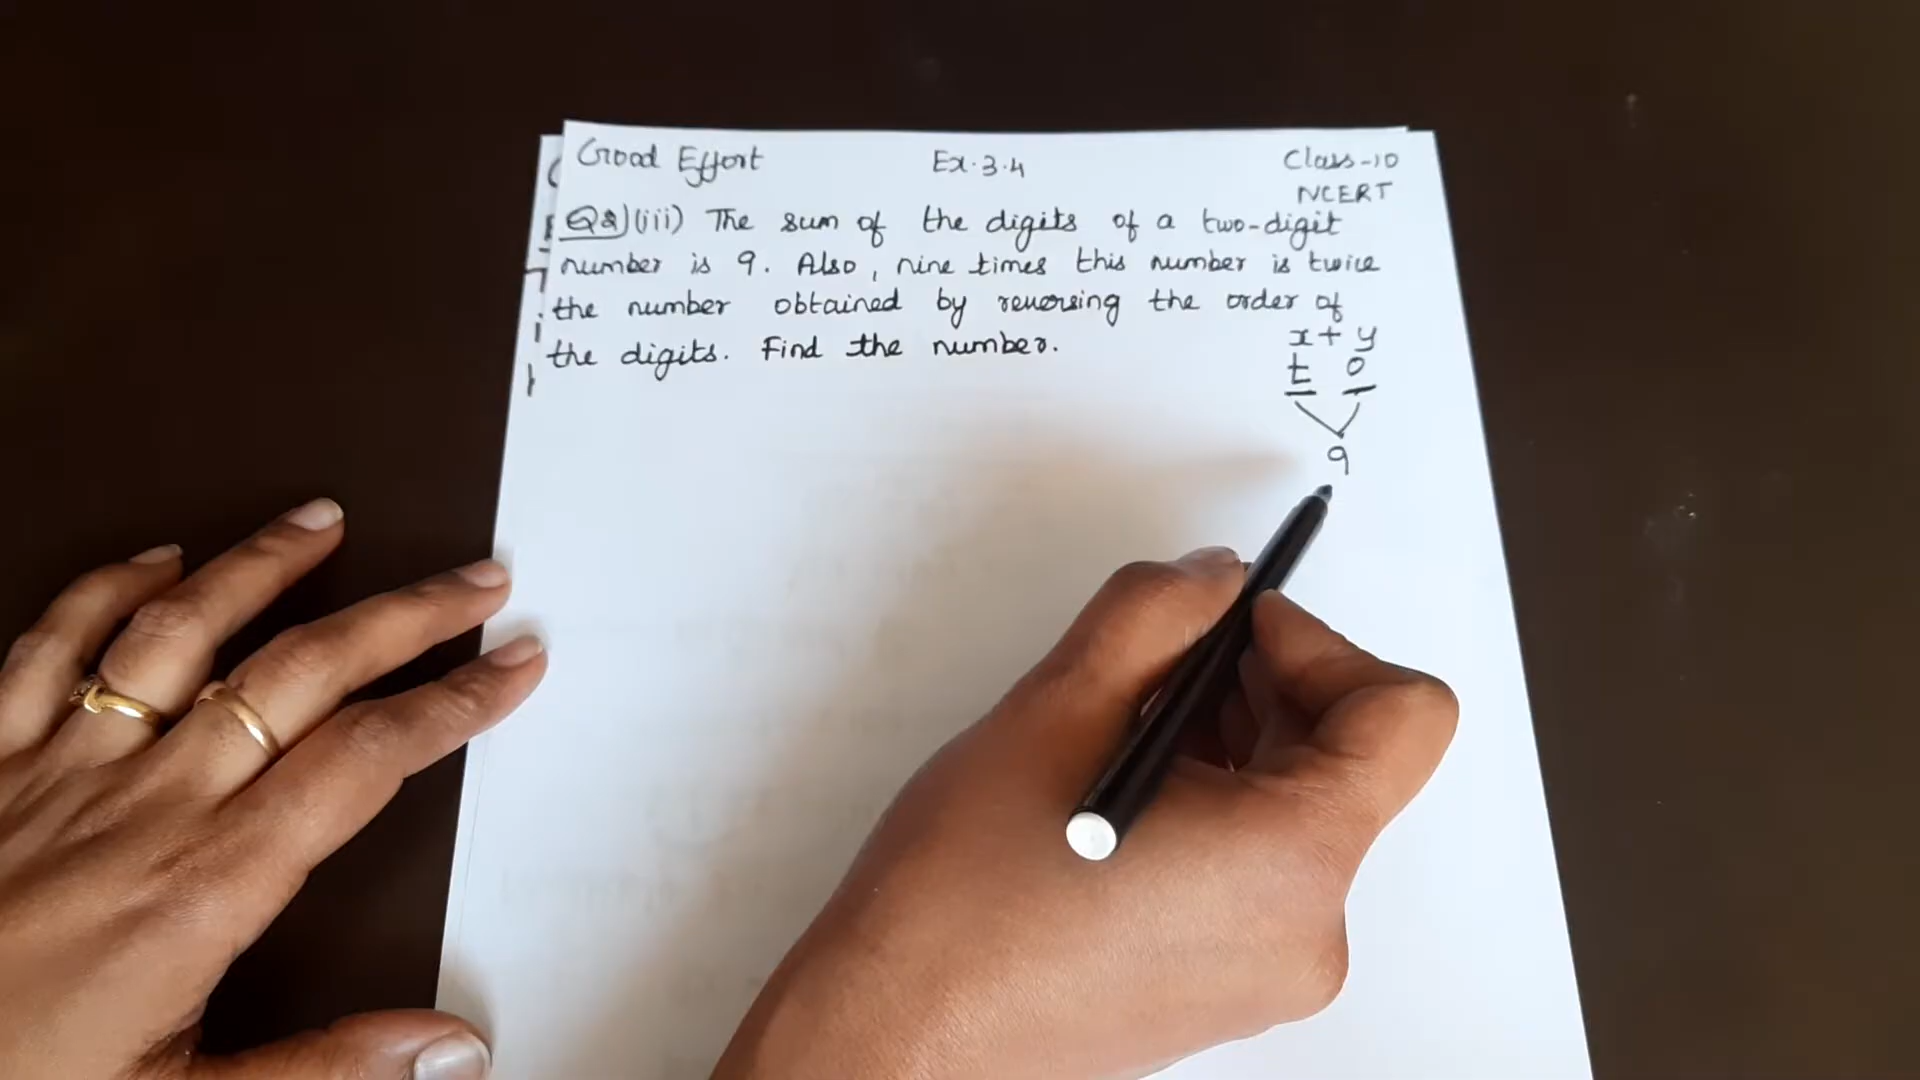 Good Effort
Ex. 3.4
Class-10
NCERT
Q2)(iii) The sum of the digits of a two-digit
number is 9. Also, nine times this number is twice
the number obtained by reversing the order of
the digits. Find the number.
x + y
t o
9